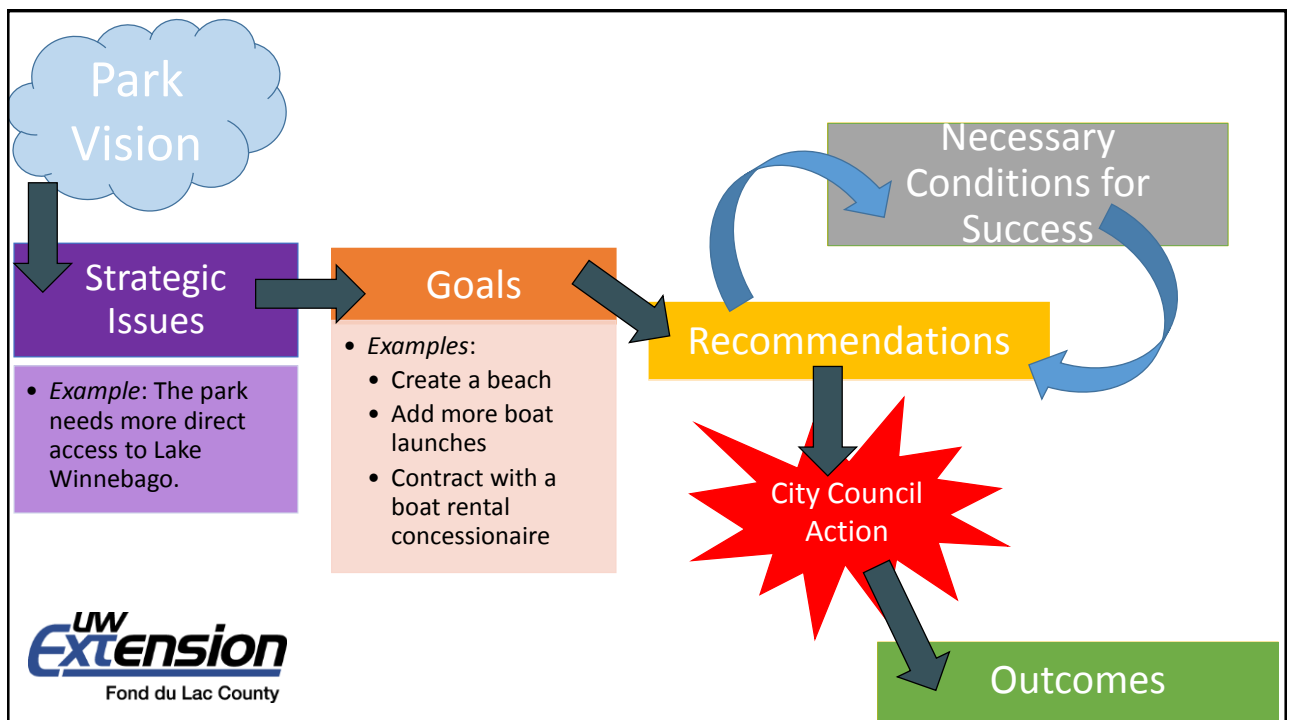 Park
Vision
Strategic
Issues
• Example: The park
needs more direct
access to Lake
Winnebago.
Goals
• Examples:
• Create a beach
• Add more boat
launches
• Contract with a
boat rental
concessionaire
Necessary
Conditions for
Success
Recommendations
City Council
Action
Outcomes
UW
Extension
Fond du Lac County